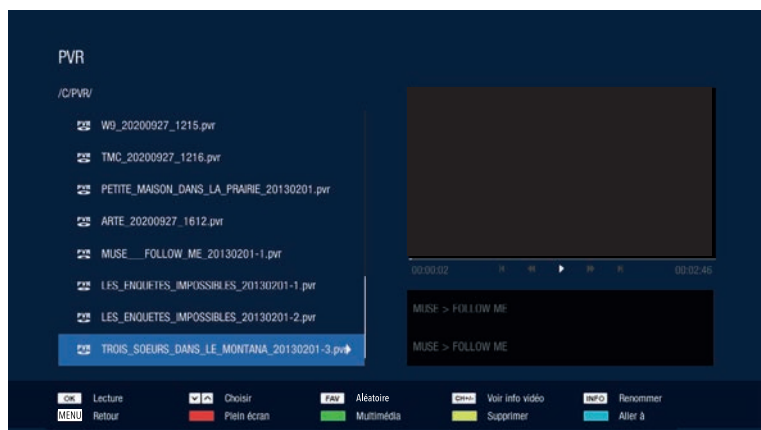 PVR
/C/PVR/
W9_20200927_1215.pvr
TMC_20200927_1216.pvr
PETITE_MAISON_DANS_LA_PRAIRIE_20130201.pvr
ARTE_20200927_1612.pvr
MUSE___FOLLOW_ME_20130201-1.pvr
LES_ENQUETES_IMPOSSIBLES_20130201-1.pvr
LES_ENQUETES_IMPOSSIBLES_20130201-2.pvr
TROIS_SOEURS_DANS_LE_MONTANA_20130201-3.pvr
00:00:02 00:02:46
MUSE > FOLLOW ME
MUSE > FOLLOW ME
OK Lecture Choisir FAV Aléatoire CH+/- Voir info vidéo INFO Renommer
MENU Retour Plein écran Multimédia Supprimer Aller à